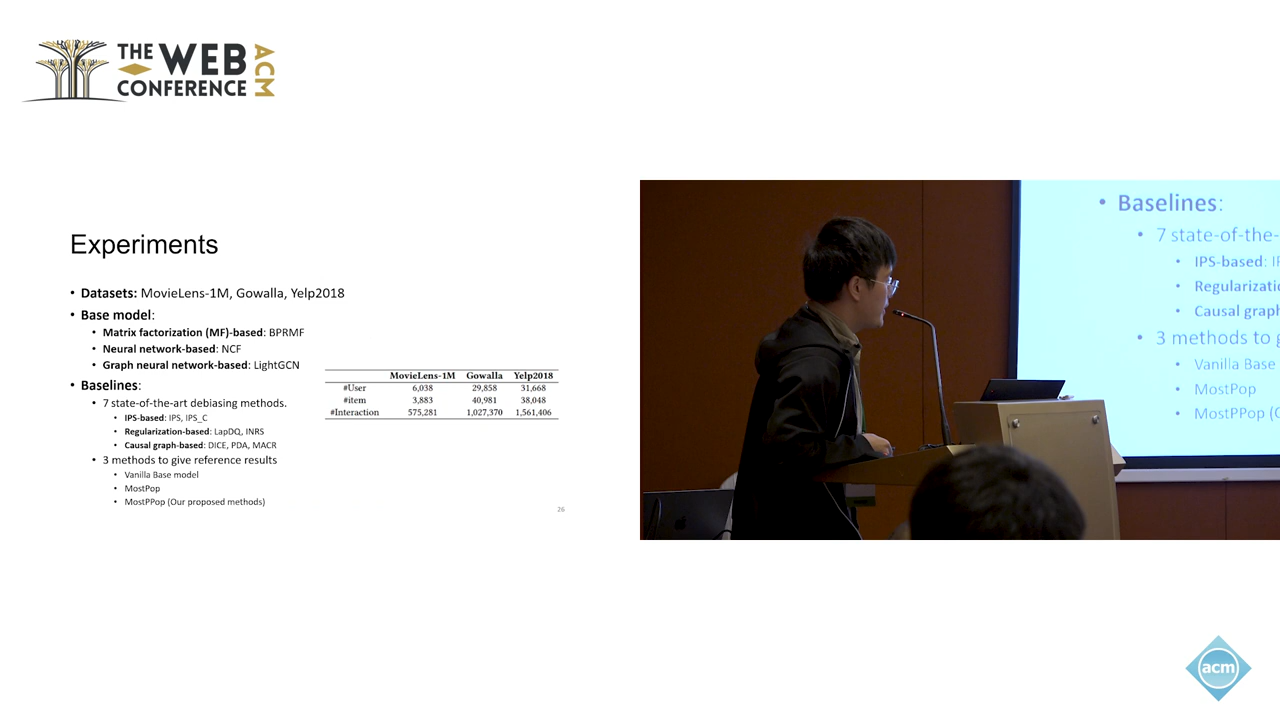 THE WEB
CONFERENCE
ACM
Experiments
• Datasets: MovieLens-1M, Gowalla, Yelp2018
• Base model:
• Matrix factorization (MF)-based: BPRMF
• Neural network-based: NCF
• Graph neural network-based: LightGCN
• Baselines:
• 7 state-of-the-art debiasing methods.
• IPS-based: IPS, IPS_C
• Regularization-based: LapDQ, INRS
• Causal graph-based: DICE, PDA, MACR
• 3 methods to give reference results
• Vanilla Base model
• MostPop
• MostPPop (Our proposed methods)
MovieLens-1M Gowalla Yelp2018
#User 6,038 29,858 31,668
#item 3,883 40,981 38,048
#Interaction 575,281 1,027,370 1,561,406
26
• Baselines:
• 7 state-of-the-
• IPS-based: IP
• Regularizatio
• Causal graph
• 3 methods to g
• Vanilla Base
• MostPop
• MostPPop (O
acm